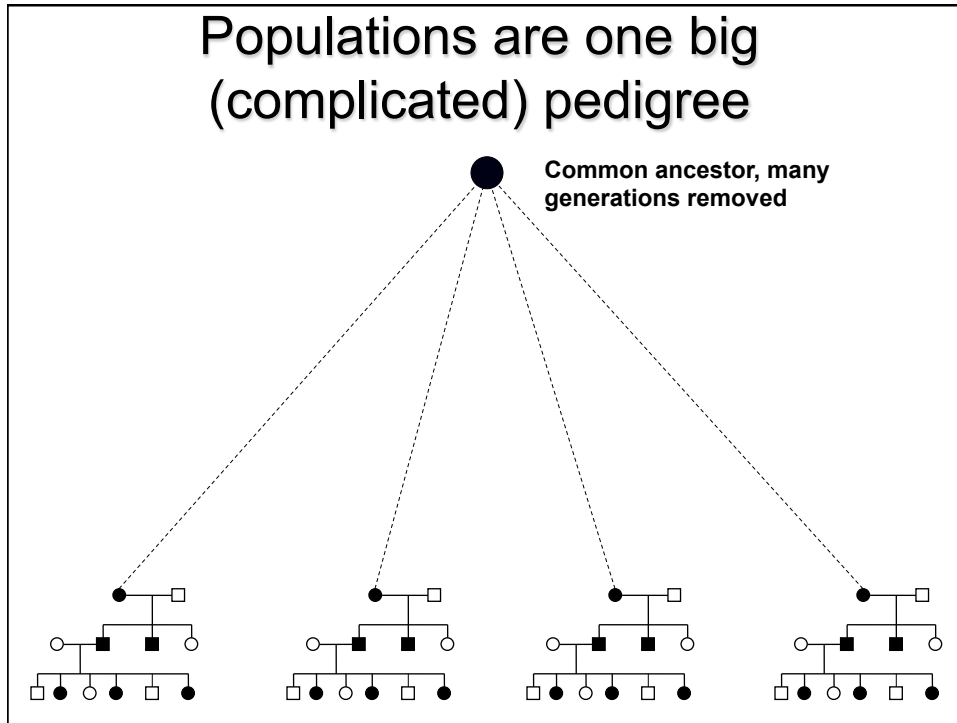 Populations are one big
(complicated) pedigree
Common ancestor, many
generations removed